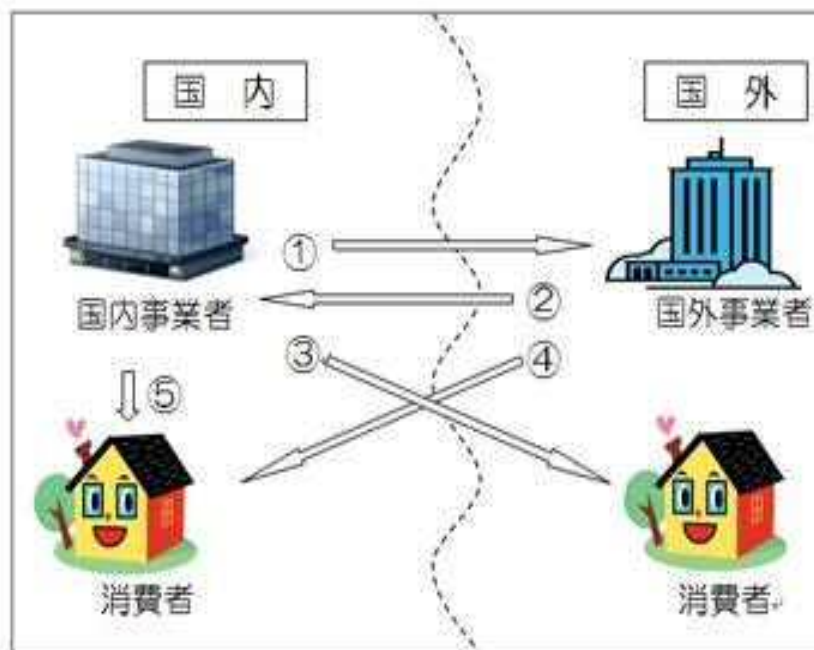 国 内
国 外
①
②
国内事業者
国外事業者
③
④
⑤
消費者
消費者